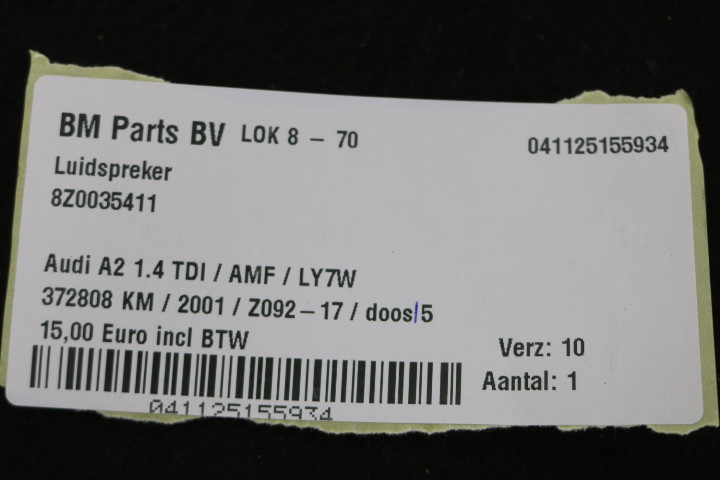 BM Parts BV LOK 8 – 70
041125155934
Luidspreker
8Z0035411
Audi A2 1.4 TDI / AMF / LY7W
372808 KM / 2001 / Z092–17 / doos/5
15,00 Euro incl BTW
Verz: 10
Aantal: 1
041125155934